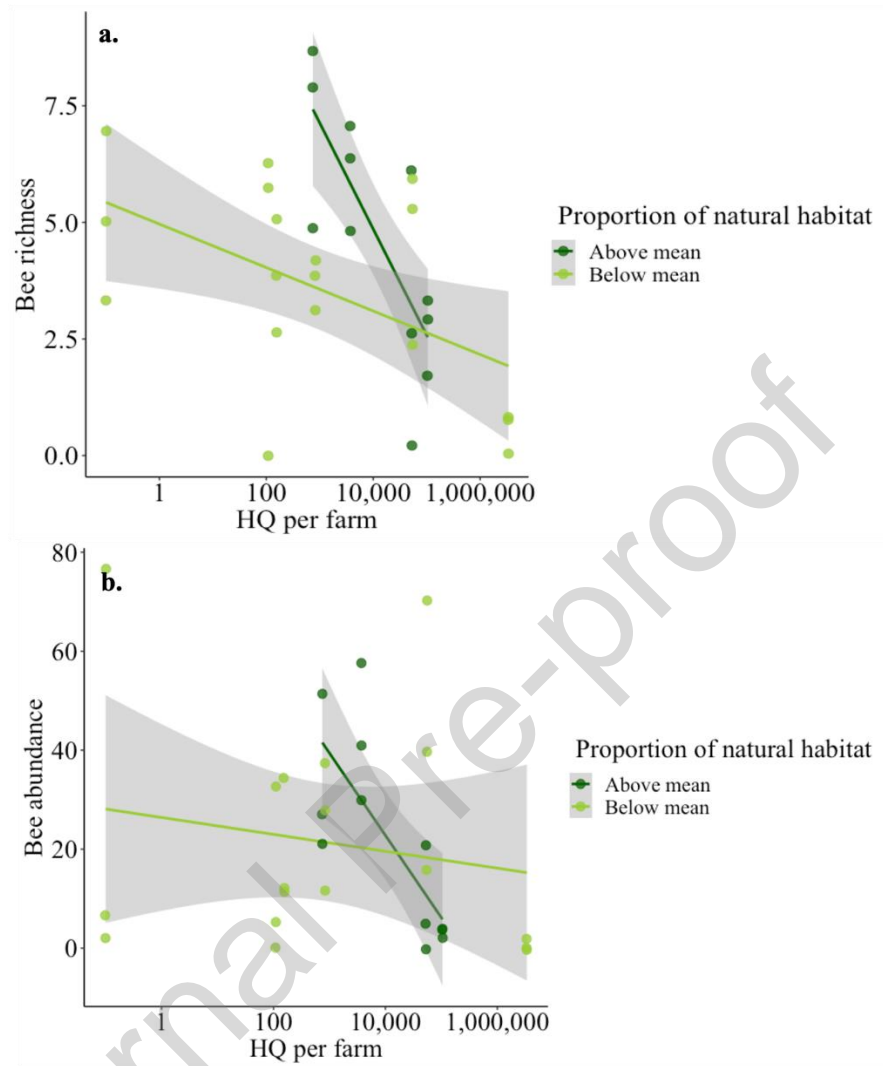 a.
7.5
5.0
2.5
0.0
Bee richness
1
100
10,000
1,000,000
HQ per farm
Proportion of natural habitat
Above mean
Below mean
b.
80
60
40
20
0
Bee abundance
1
100
10,000
1,000,000
HQ per farm
Proportion of natural habitat
Above mean
Below mean
rnal Pre-proof